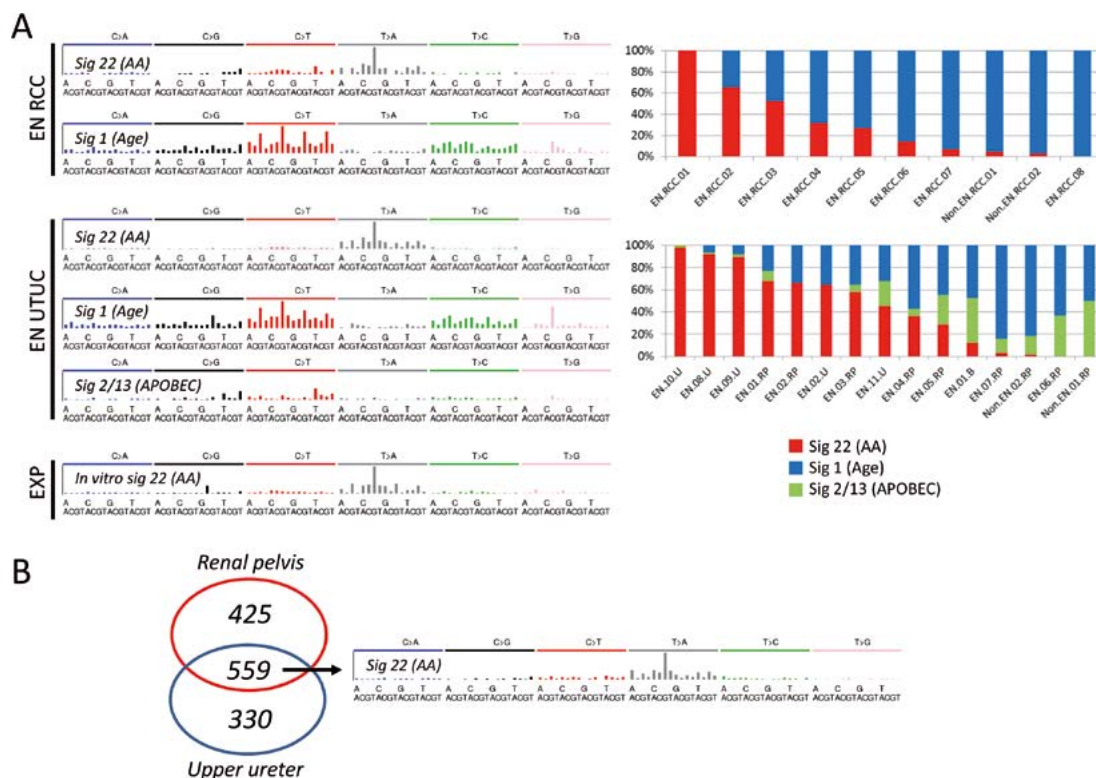 A
EN RCC
C>A C>G C>T T>A T>C T>G
Sig 22 (AA)
A C G T A C G T A C G T A C G T A C G T A C G T
ACGTACGTACGTACGT ACGTACGTACGTACGT ACGTACGTACGTACGT ACGTACGTACGTACGT ACGTACGTACGTACGT ACGTACGTACGTACGT
C>A C>G C>T T>A T>C T>G
Sig 1 (Age)
A C G T A C G T A C G T A C G T A C G T A C G T
ACGTACGTACGTACGT ACGTACGTACGTACGT ACGTACGTACGTACGT ACGTACGTACGTACGT ACGTACGTACGTACGT ACGTACGTACGTACGT
EN UTUC
C>A C>G C>T T>A T>C T>G
Sig 22 (AA)
A C G T A C G T A C G T A C G T A C G T A C G T
ACGTACGTACGTACGT ACGTACGTACGTACGT ACGTACGTACGTACGT ACGTACGTACGTACGT ACGTACGTACGTACGT ACGTACGTACGTACGT
C>A C>G C>T T>A T>C T>G
Sig 1 (Age)
A C G T A C G T A C G T A C G T A C G T A C G T
ACGTACGTACGTACGT ACGTACGTACGTACGT ACGTACGTACGTACGT ACGTACGTACGTACGT ACGTACGTACGTACGT ACGTACGTACGTACGT
C>A C>G C>T T>A T>C T>G
Sig 2/13 (APOBEC)
A C G T A C G T A C G T A C G T A C G T A C G T
ACGTACGTACGTACGT ACGTACGTACGTACGT ACGTACGTACGTACGT ACGTACGTACGTACGT ACGTACGTACGTACGT ACGTACGTACGTACGT
EXP
C>A C>G C>T T>A T>C T>G
In vitro sig 22 (AA)
A C G T A C G T A C G T A C G T A C G T A C G T
ACGTACGTACGTACGT ACGTACGTACGTACGT ACGTACGTACGTACGT ACGTACGTACGTACGT ACGTACGTACGTACGT ACGTACGTACGTACGT
100%
80%
60%
40%
20%
0%
EN.RCC.01 EN.RCC.02 EN.RCC.03 EN.RCC.04 EN.RCC.05 EN.RCC.06 EN.RCC.07 Non.EN.RCC.01 Non.EN.RCC.02 EN.RCC.08
100%
80%
60%
40%
20%
0%
EN.10.U EN.08.U EN.09.U EN.01.RP EN.02.RP EN.02.U EN.03.RP EN.11.U EN.04.RP EN.05.RP EN.01.B EN.07.RP Non.EN.02.RP EN.06.RP Non.EN.01.RP
Sig 22 (AA)
Sig 1 (Age)
Sig 2/13 (APOBEC)
B
Renal pelvis
425
559
330
Upper ureter
C>A C>G C>T T>A T>C T>G
Sig 22 (AA)
A C G T A C G T A C G T A C G T A C G T A C G T
ACGTACGTACGTACGT ACGTACGTACGTACGT ACGTACGTACGTACGT ACGTACGTACGTACGT ACGTACGTACGTACGT ACGTACGTACGTACGT